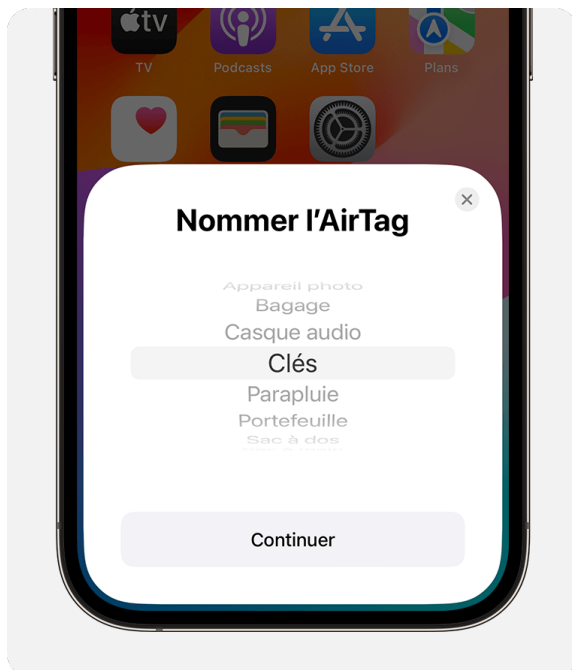 tv
TV Podcasts App Store Plans
Nommer l’AirTag
Appareil photo
Bagage
Casque audio
Clés
Parapluie
Portefeuille
Sac à dos
Continuer